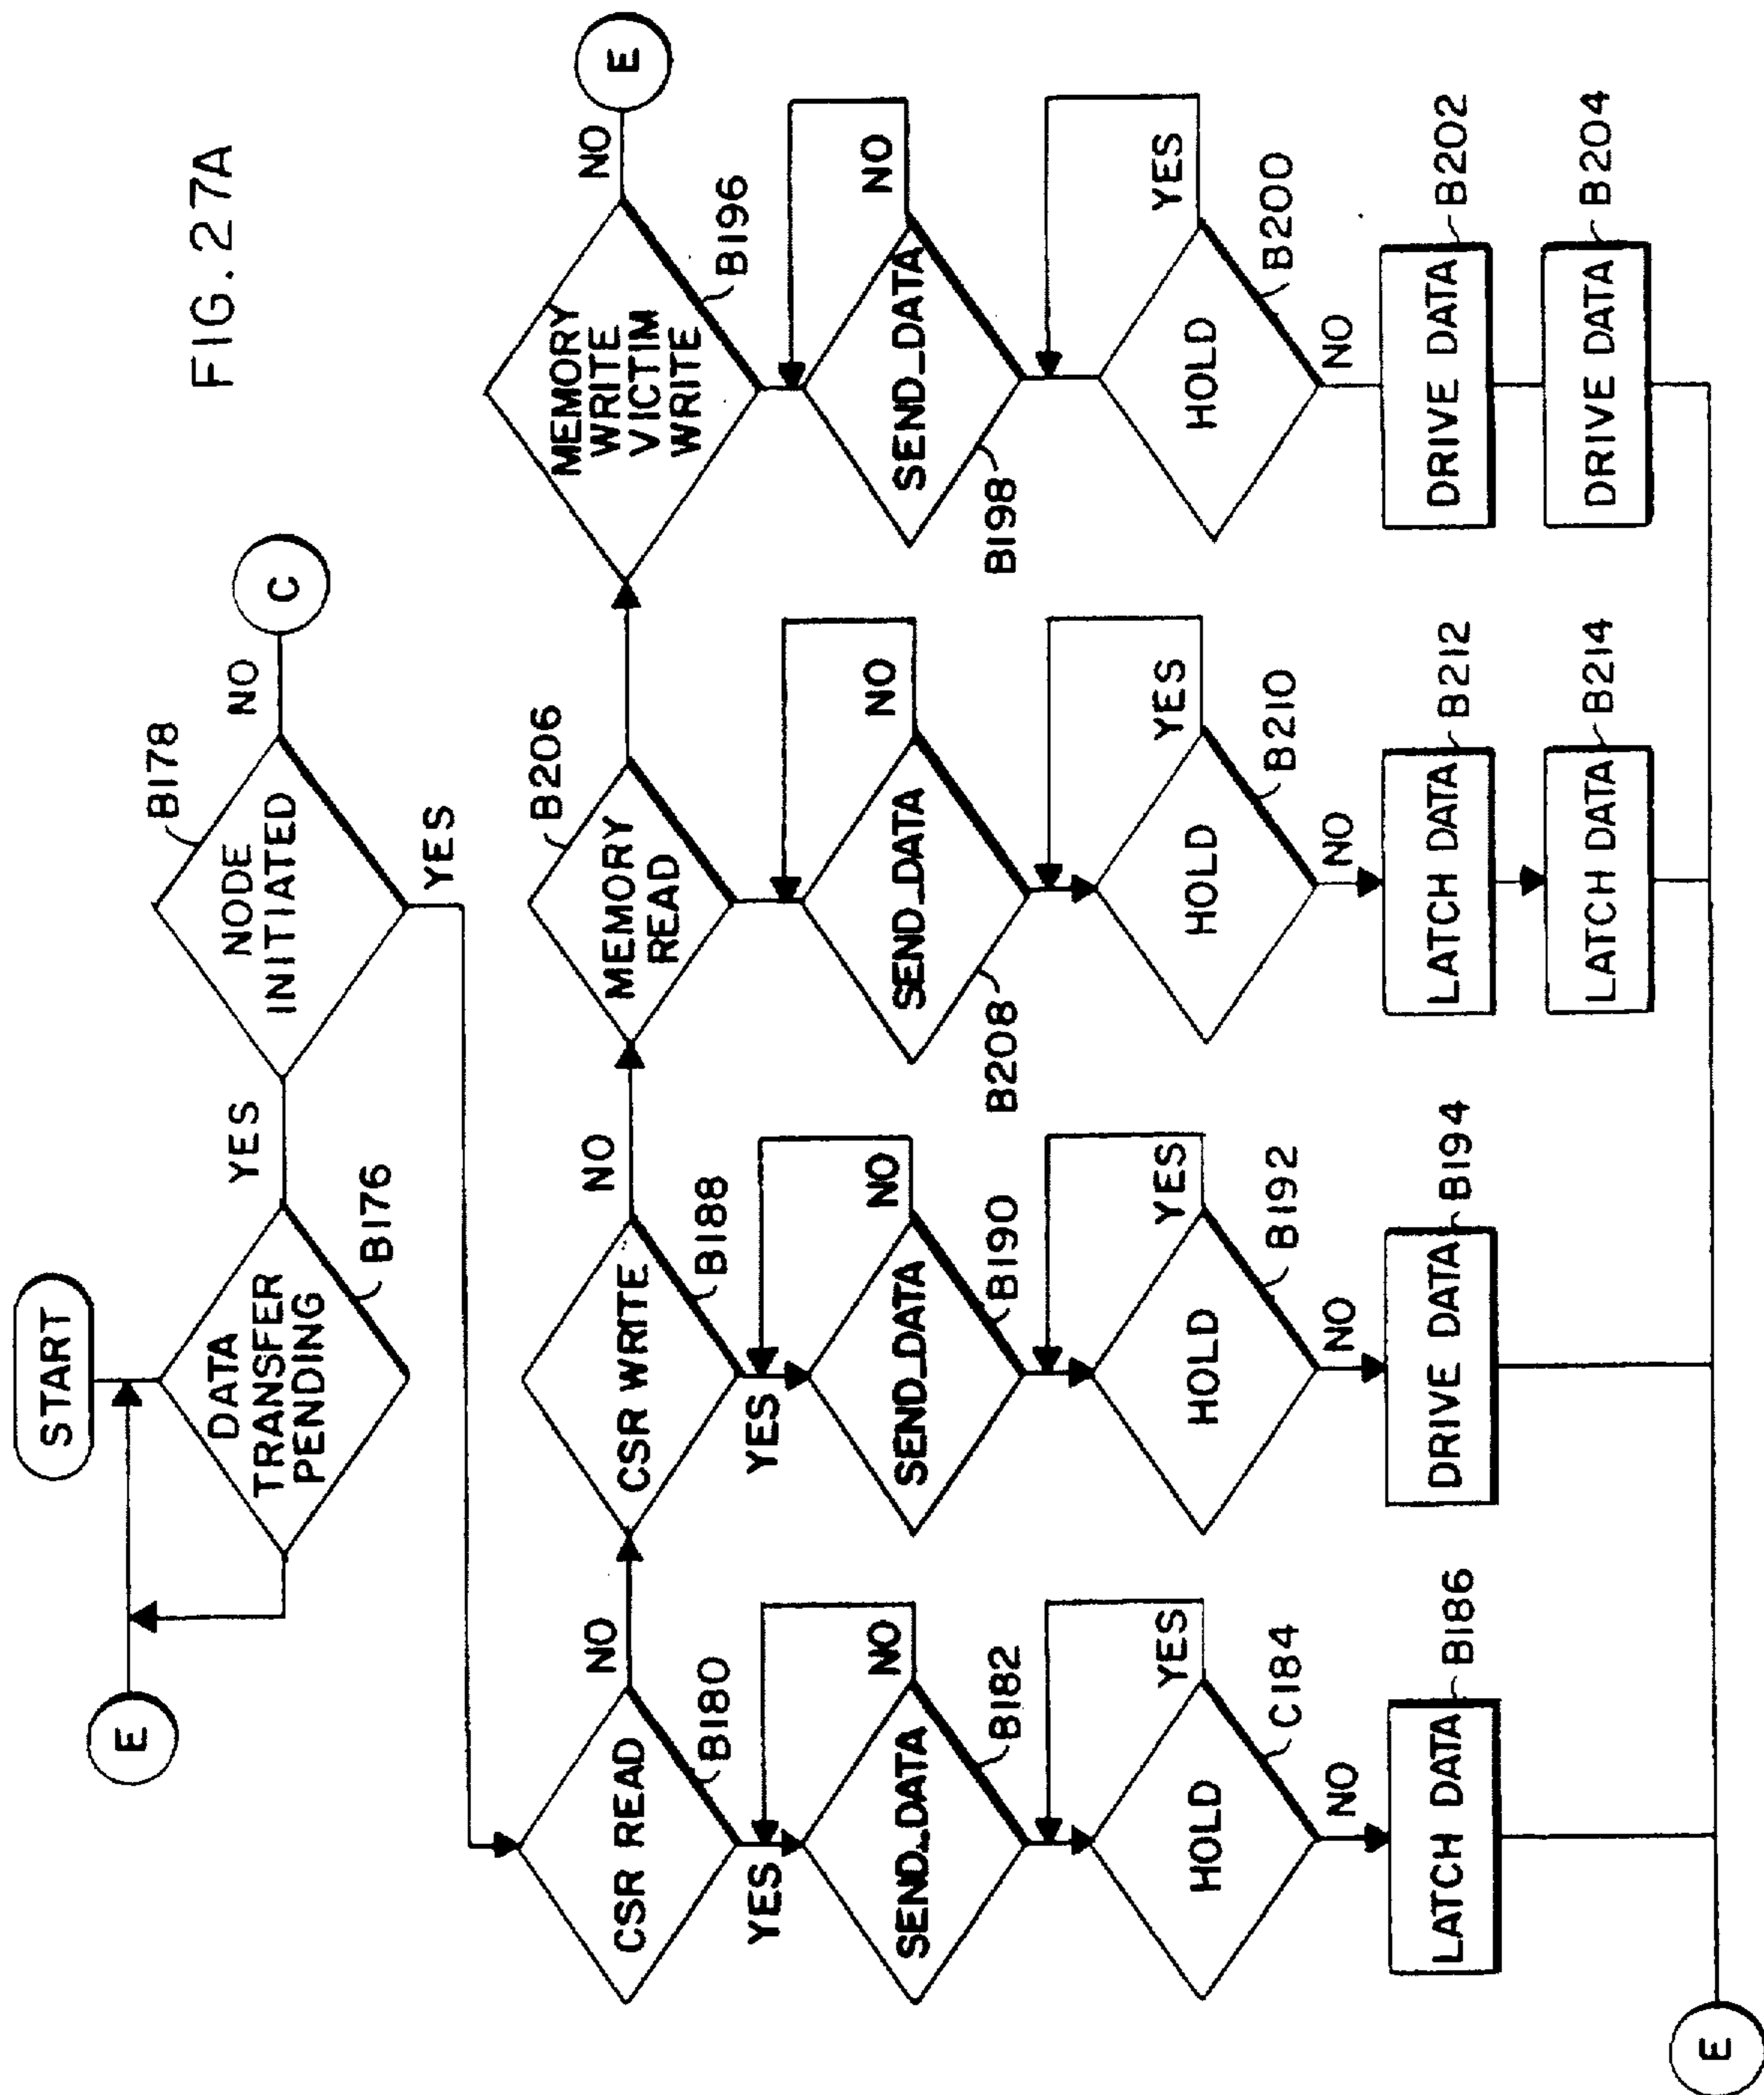 FIG. 27A
START
E
DATA
TRANSFER
PENDING
B176
YES
NODE
INITIATED
B178
NO
C
YES
CSR READ
B180
NO
YES
CSR WRITE
B188
NO
YES
MEMORY
READ
B206
MEMORY
WRITE
VICTIM
WRITE
B196
NO
E
SEND_DATA
B182
NO
SEND_DATA
B190
NO
SEND_DATA
B208
NO
SEND_DATA
B198
NO
HOLD
C184
YES
NO
HOLD
B192
YES
NO
HOLD
B210
YES
NO
HOLD
B200
YES
NO
LATCH DATA
B186
DRIVE DATA
B194
LATCH DATA
B212
DRIVE DATA
B202
LATCH DATA
B214
DRIVE DATA
B204
E